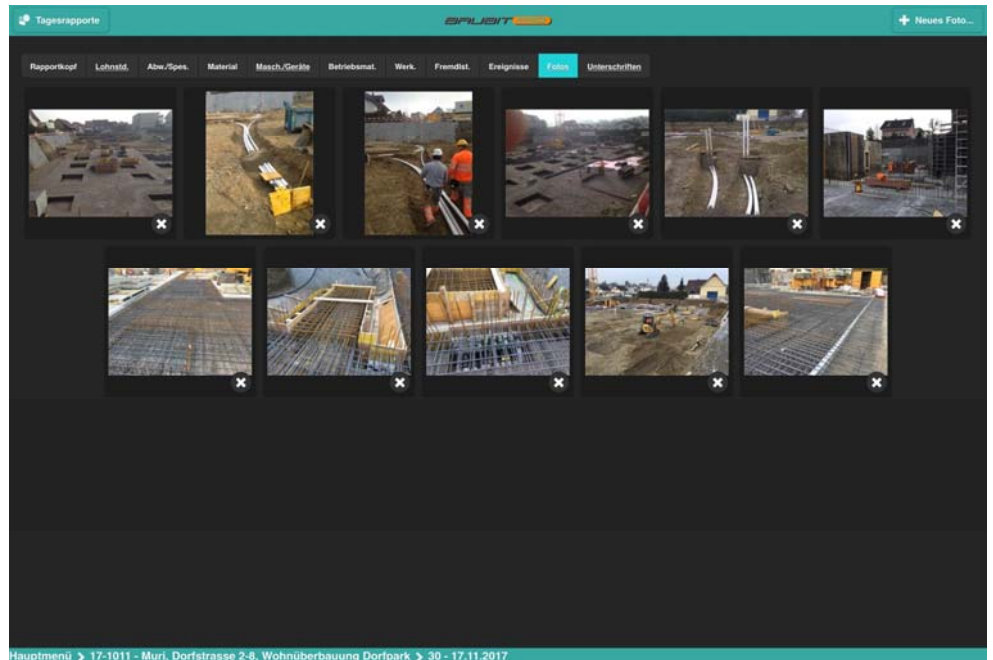 Tagesrapporte
BAUBIT
Neues Foto...
Rapportkopf Lohnstd. Abw./Spes. Material Masch./Geräte Betriebsmat. Werk. Fremdlst. Ereignisse Fotos Unterschriften
Hauptmenü > 17-1011 - Muri, Dorfstrasse 2-8, Wohnüberbauung Dorfpark > 30 - 17.11.2017